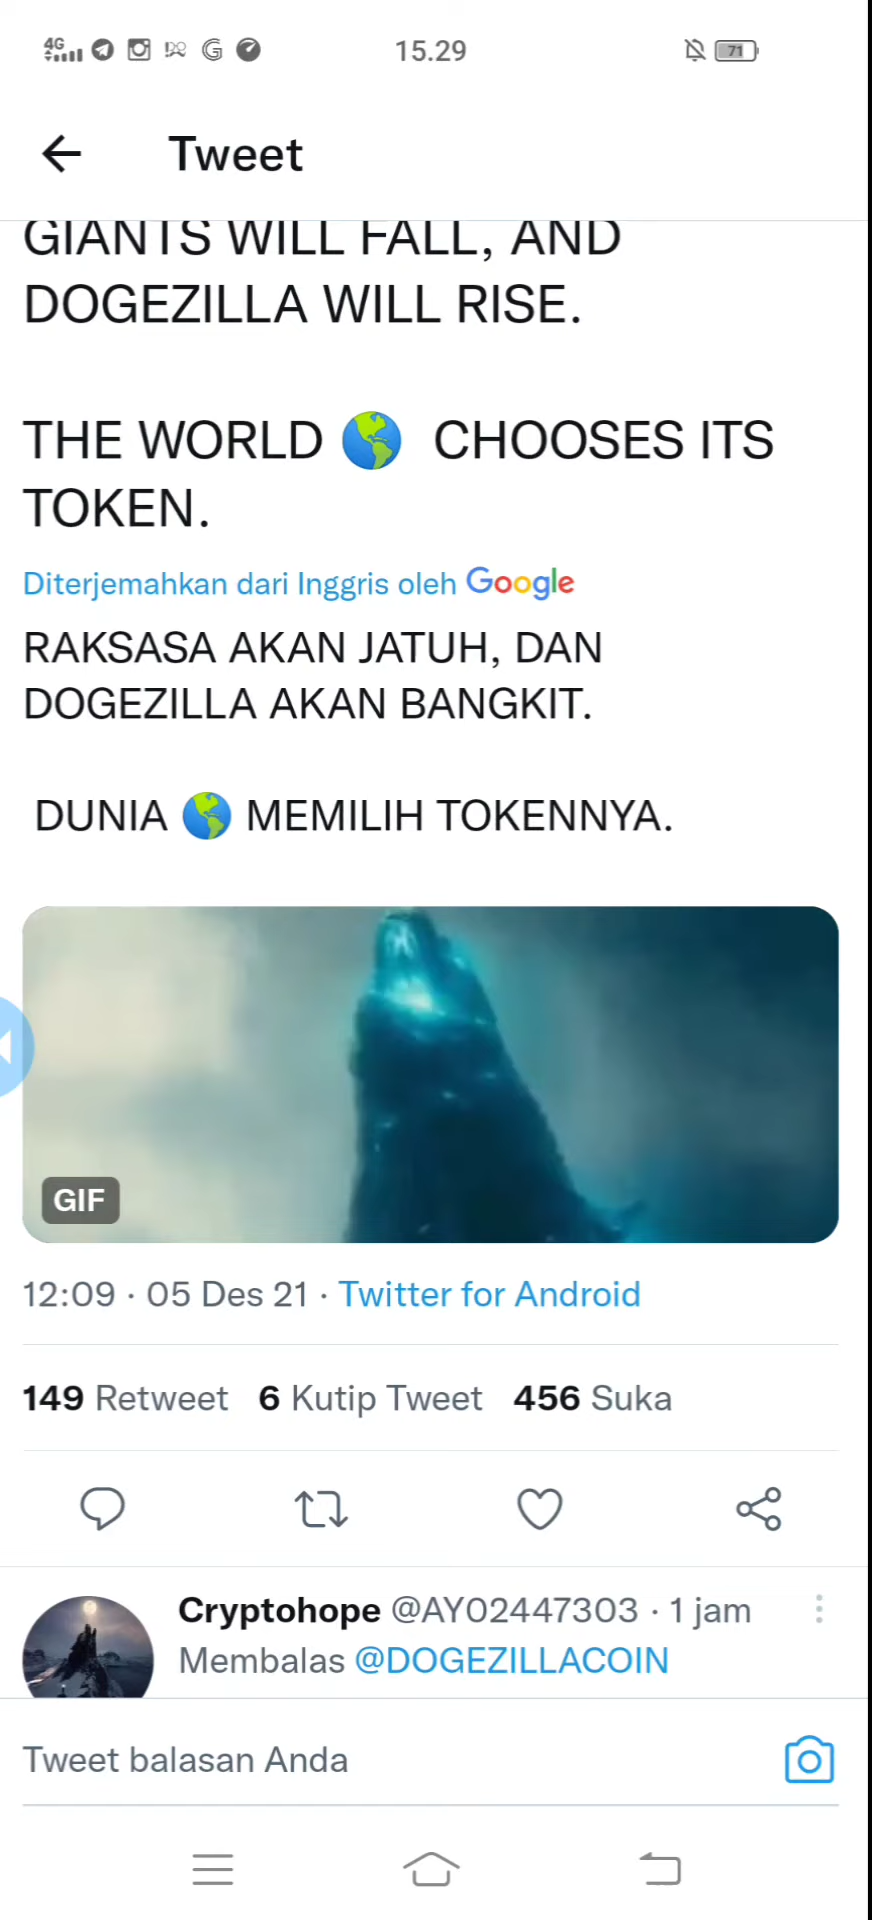 4G 15.29 71
Tweet
GIANTS WILL FALL, AND
DOGEZILLA WILL RISE.
THE WORLD 🌎 CHOOSES ITS
TOKEN.
Diterjemahkan dari Inggris oleh Google
RAKSASA AKAN JATUH, DAN
DOGEZILLA AKAN BANGKIT.
DUNIA 🌎 MEMILIH TOKENNYA.
GIF
12:09 · 05 Des 21 · Twitter for Android
149 Retweet 6 Kutip Tweet 456 Suka
Cryptohope @AY02447303 · 1 jam
Membalas @DOGEZILLACOIN
Tweet balasan Anda